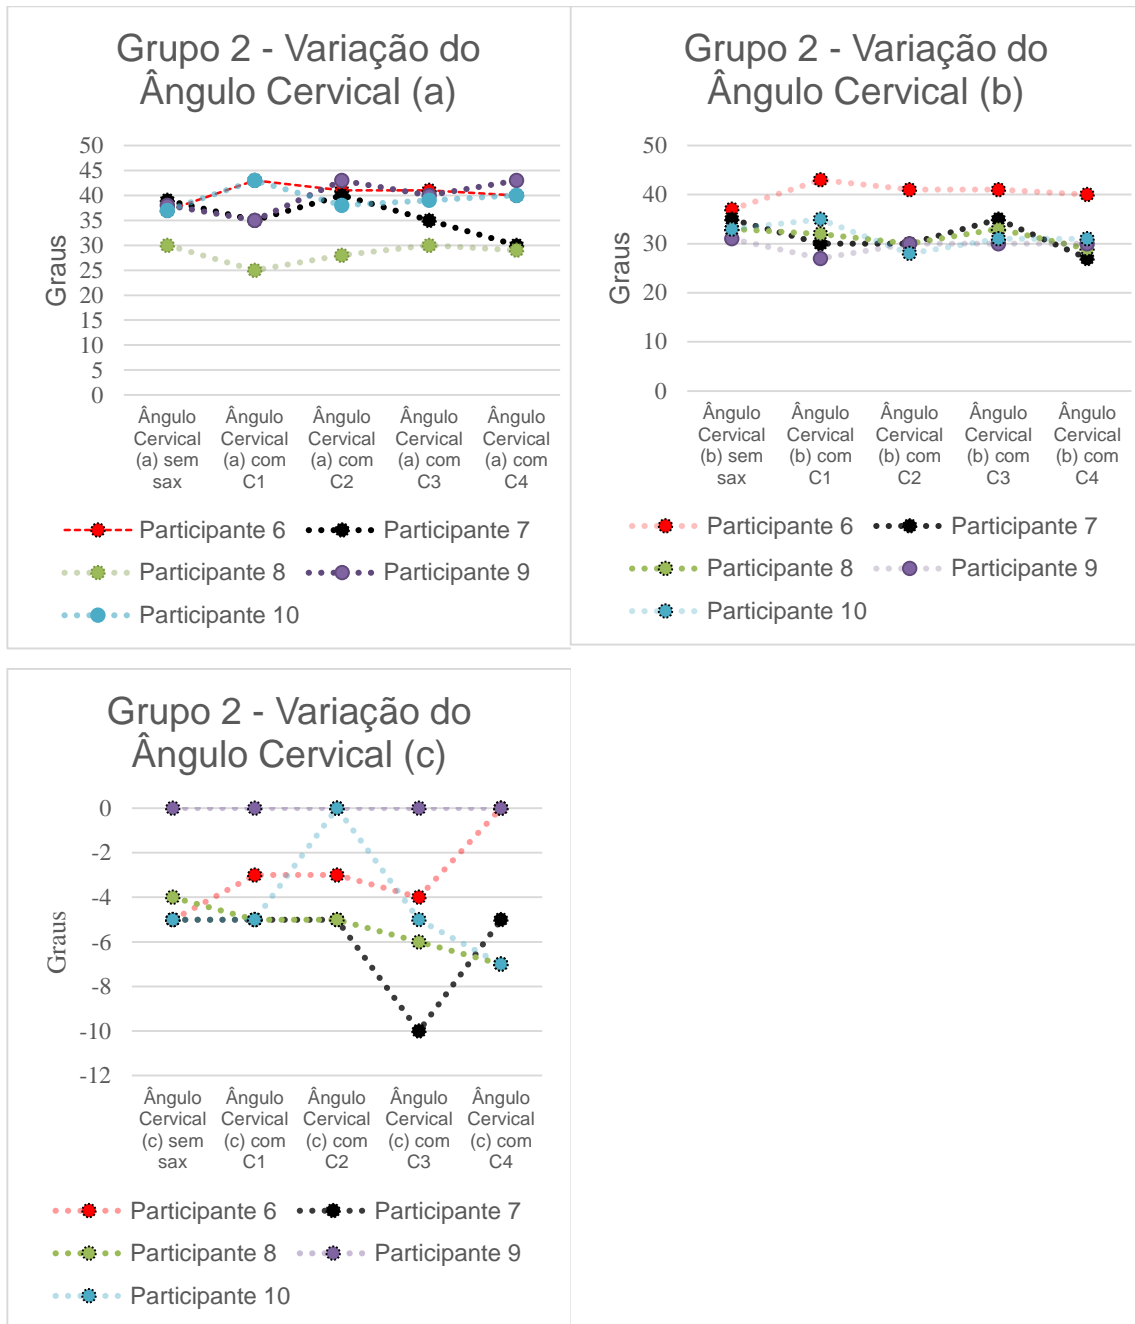 Grupo 2 - Variação do
Ângulo Cervical (a)
50
45
40
35
30
25
20
15
10
5
0
Graus
Ângulo Cervical (a) sem sax
Ângulo Cervical (a) com C1
Ângulo Cervical (a) com C2
Ângulo Cervical (a) com C3
Ângulo Cervical (a) com C4
Participante 6
Participante 7
Participante 8
Participante 9
Participante 10
Grupo 2 - Variação do
Ângulo Cervical (b)
50
40
30
20
10
0
Graus
Ângulo Cervical (b) sem sax
Ângulo Cervical (b) com C1
Ângulo Cervical (b) com C2
Ângulo Cervical (b) com C3
Ângulo Cervical (b) com C4
Participante 6
Participante 7
Participante 8
Participante 9
Participante 10
Grupo 2 - Variação do
Ângulo Cervical (c)
0
-2
-4
-6
-8
-10
-12
Graus
Ângulo Cervical (c) sem sax
Ângulo Cervical (c) com C1
Ângulo Cervical (c) com C2
Ângulo Cervical (c) com C3
Ângulo Cervical (c) com C4
Participante 6
Participante 7
Participante 8
Participante 9
Participante 10